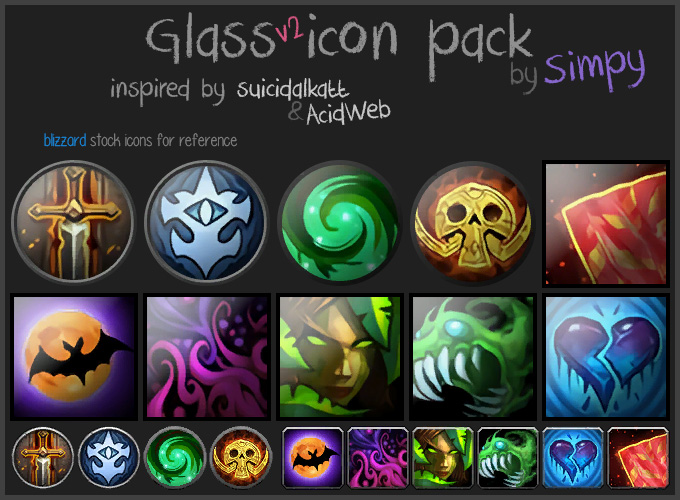 Glass v2 icon pack
by Simpy
inspired by suicidalkatt
& AcidWeb
blizzard stock icons for reference